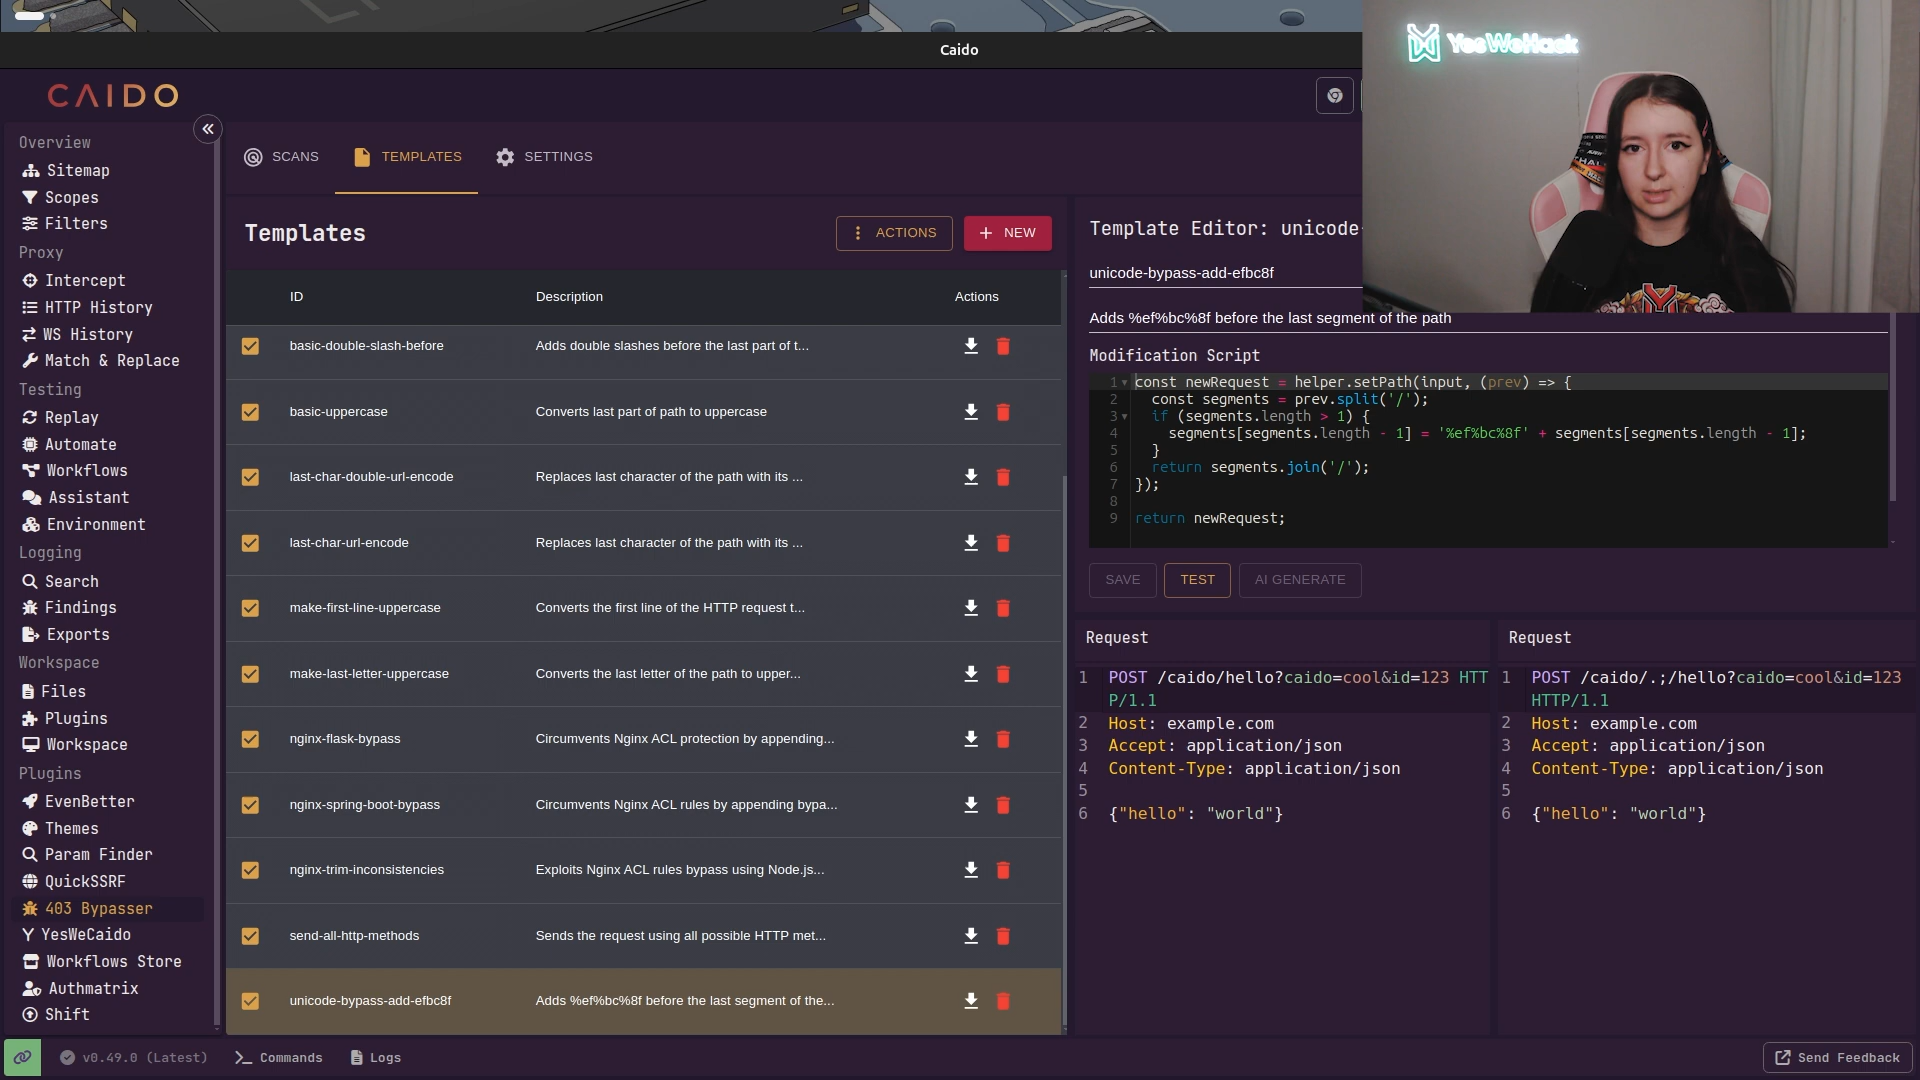 Caido
YesWeHack
CAIDO
Overview
Sitemap
Scopes
Filters
Proxy
Intercept
HTTP History
WS History
Match & Replace
Testing
Replay
Automate
Workflows
Assistant
Environment
Logging
Search
Findings
Exports
Workspace
Files
Plugins
Workspace
Plugins
EvenBetter
Themes
Param Finder
QuickSSRF
403 Bypasser
YesWeCaido
Workflows Store
Authmatrix
Shift
SCANS
TEMPLATES
SETTINGS
Templates
ACTIONS
NEW
ID Description Actions
basic-double-slash-before Adds double slashes before the last part of t...
basic-uppercase Converts last part of path to uppercase
last-char-double-url-encode Replaces last character of the path with its ...
last-char-url-encode Replaces last character of the path with its ...
make-first-line-uppercase Converts the first line of the HTTP request t...
make-last-letter-uppercase Converts the last letter of the path to upper...
nginx-flask-bypass Circumvents Nginx ACL protection by appending...
nginx-spring-boot-bypass Circumvents Nginx ACL rules by appending bypa...
nginx-trim-inconsistencies Exploits Nginx ACL rules bypass using Node.js...
send-all-http-methods Sends the request using all possible HTTP met...
unicode-bypass-add-efbc8f Adds %ef%bc%8f before the last segment of the...
Template Editor: unicode-
unicode-bypass-add-efbc8f
Adds %ef%bc%8f before the last segment of the path
Modification Script
1 const newRequest = helper.setPath(input, (prev) => {
2 const segments = prev.split('/');
3 if (segments.length > 1) {
4 segments[segments.length - 1] = '%ef%bc%8f' + segments[segments.length - 1];
5 }
6 return segments.join('/');
7 });
8
9 return newRequest;
SAVE
TEST
AI GENERATE
Request
1 POST /caido/hello?caido=cool&id=123 HTT
P/1.1
2 Host: example.com
3 Accept: application/json
4 Content-Type: application/json
5
6 {"hello": "world"}
Request
1 POST /caido/.;/hello?caido=cool&id=123
HTTP/1.1
2 Host: example.com
3 Accept: application/json
4 Content-Type: application/json
5
6 {"hello": "world"}
v0.49.0 (Latest)
Commands
Logs
Send Feedback